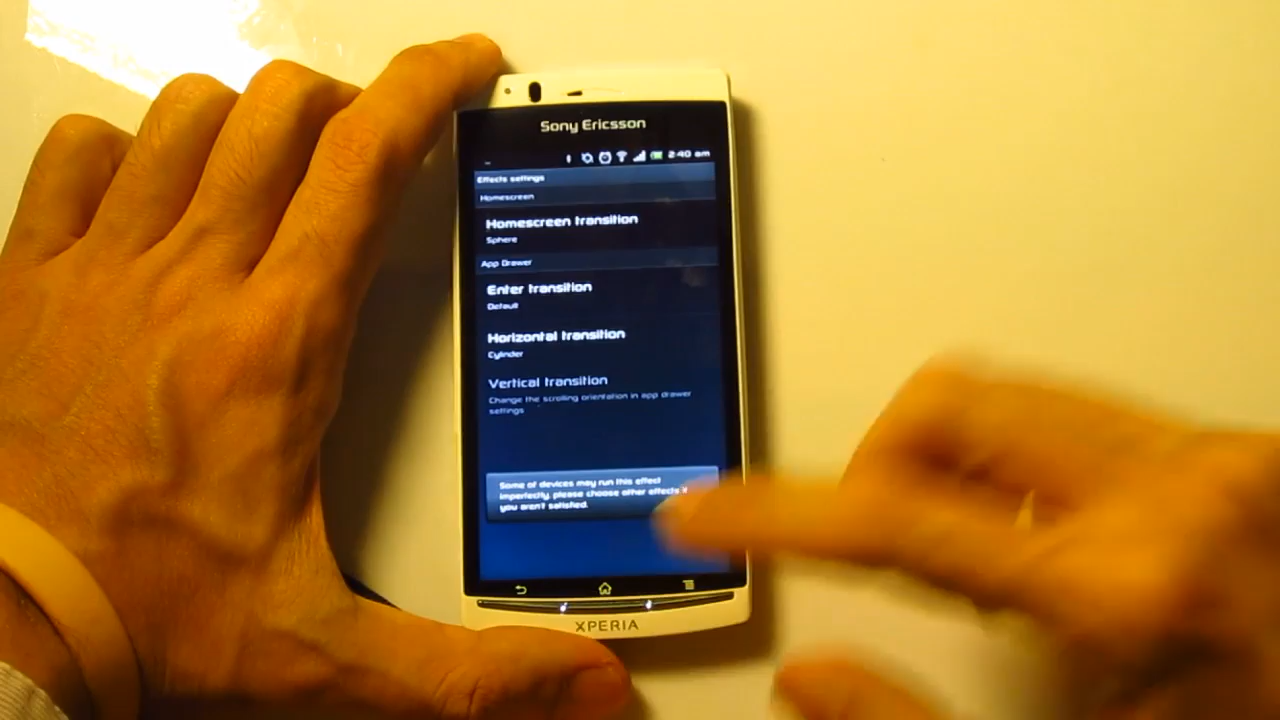 Sony Ericsson
2:40 am
Effects settings
Homescreen
Homescreen transition
Sphere
App Drawer
Enter transition
Default
Horizontal transition
Cylinder
Vertical transition
Change the scrolling orientation in app drawer
settings
Some of devices may run this effect
imperfectly, please choose other effects
you aren't satisfied.
XPERIA